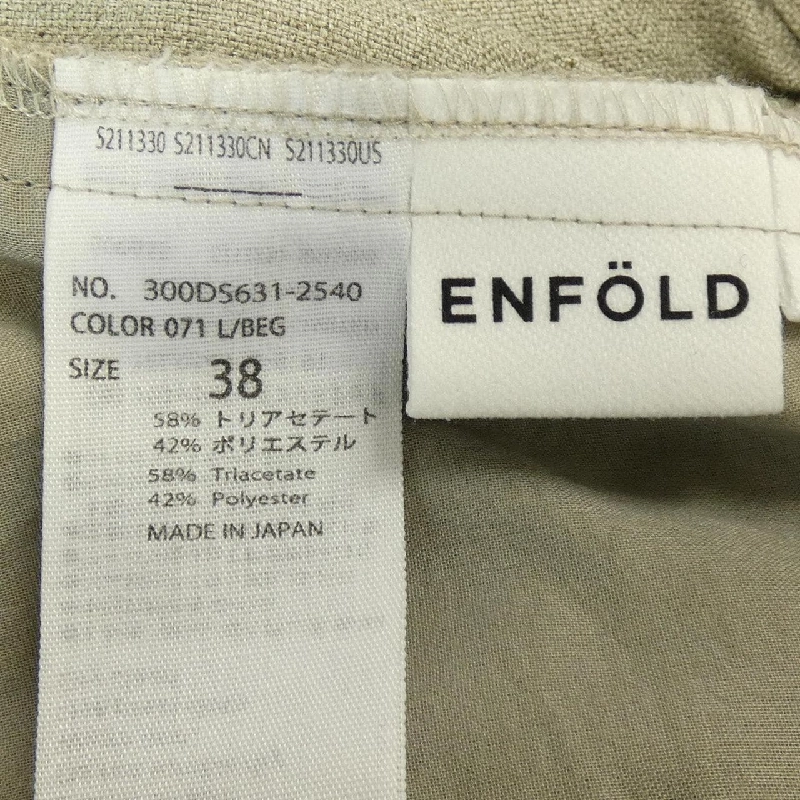 S211330 S211330CN S211330US
NO. 300DS631-2540
COLOR 071 L/BEG
SIZE 38
58% トリアセテート
42% ポリエステル
58% Triacetate
42% Polyester
MADE IN JAPAN
ENFÖLD